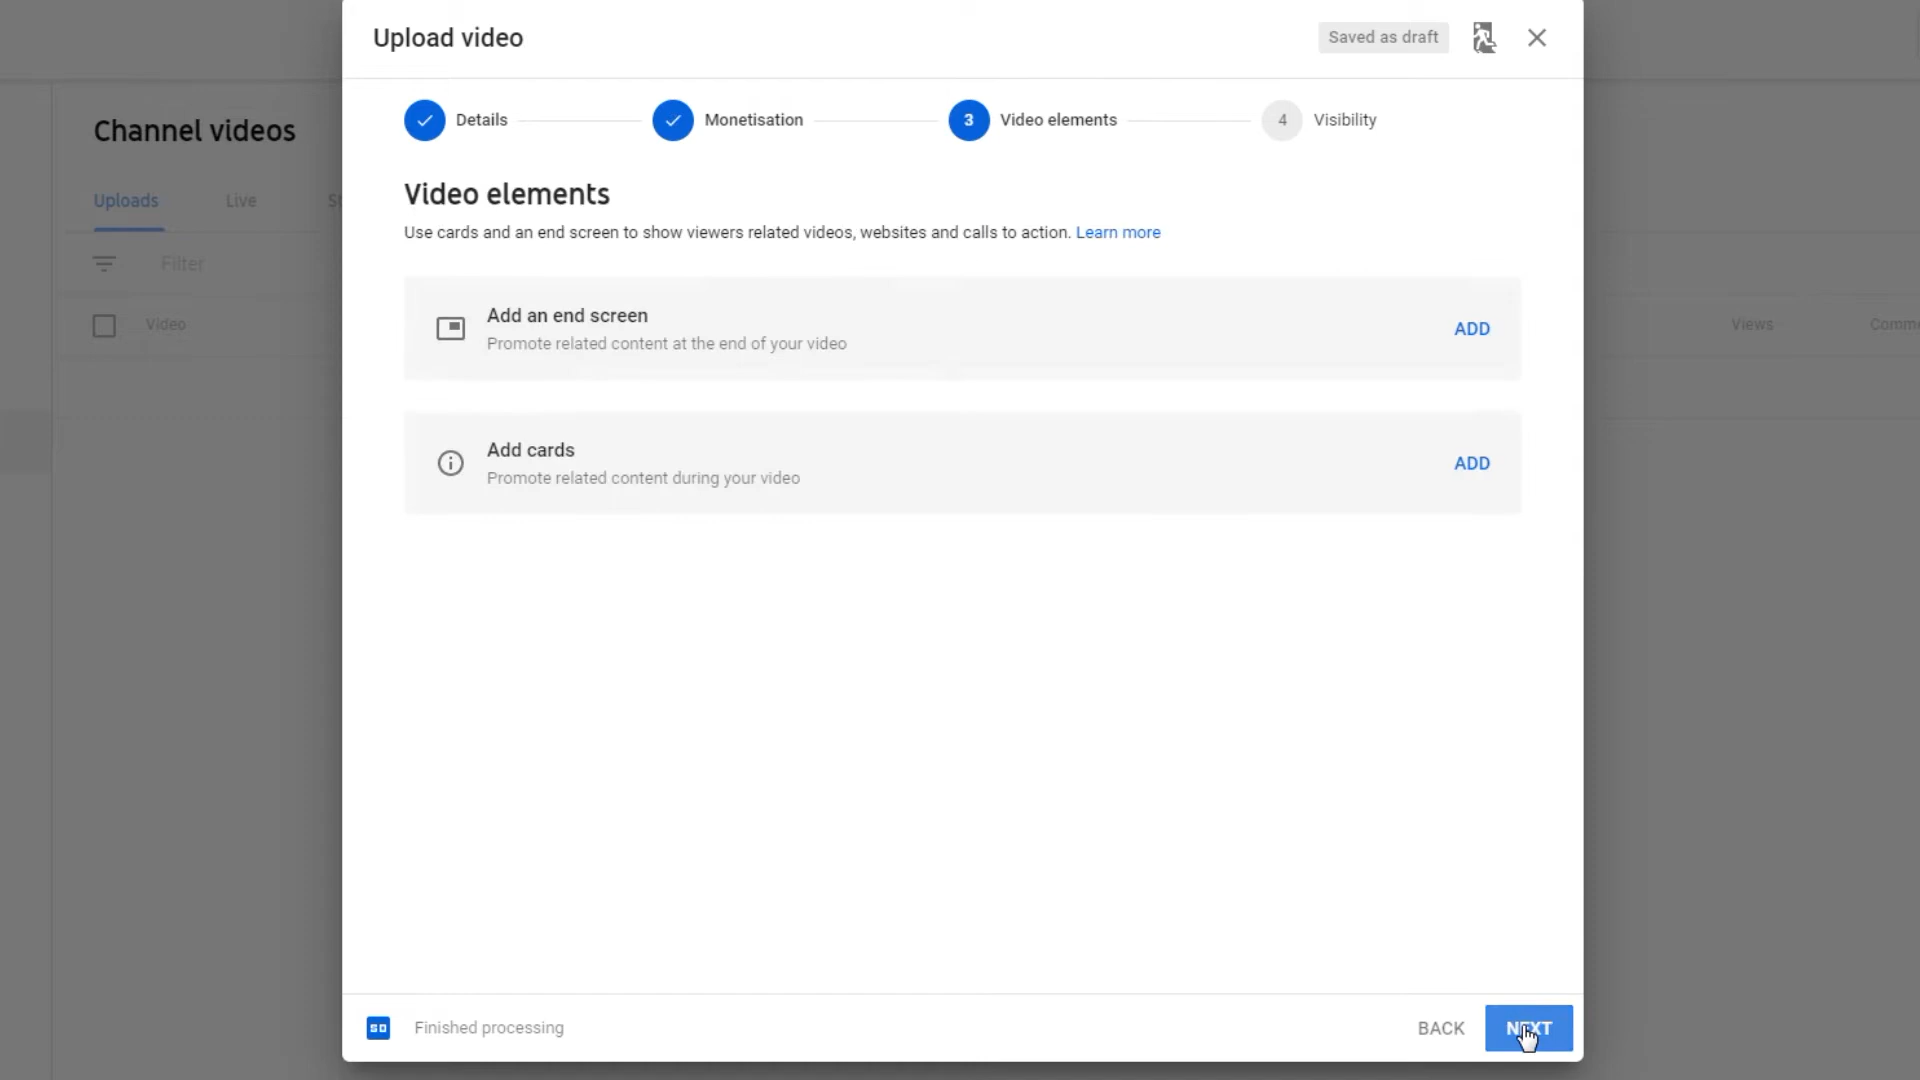 Upload video
Saved as draft
Channel videos
Details
Monetisation
3
Video elements
4
Visibility
Uploads
Live
Video elements
Use cards and an end screen to show viewers related videos, websites and calls to action. Learn more
Filter
Add an end screen
Promote related content at the end of your video
ADD
Video
Views
Add cards
Promote related content during your video
ADD
SD
Finished processing
BACK
NEXT